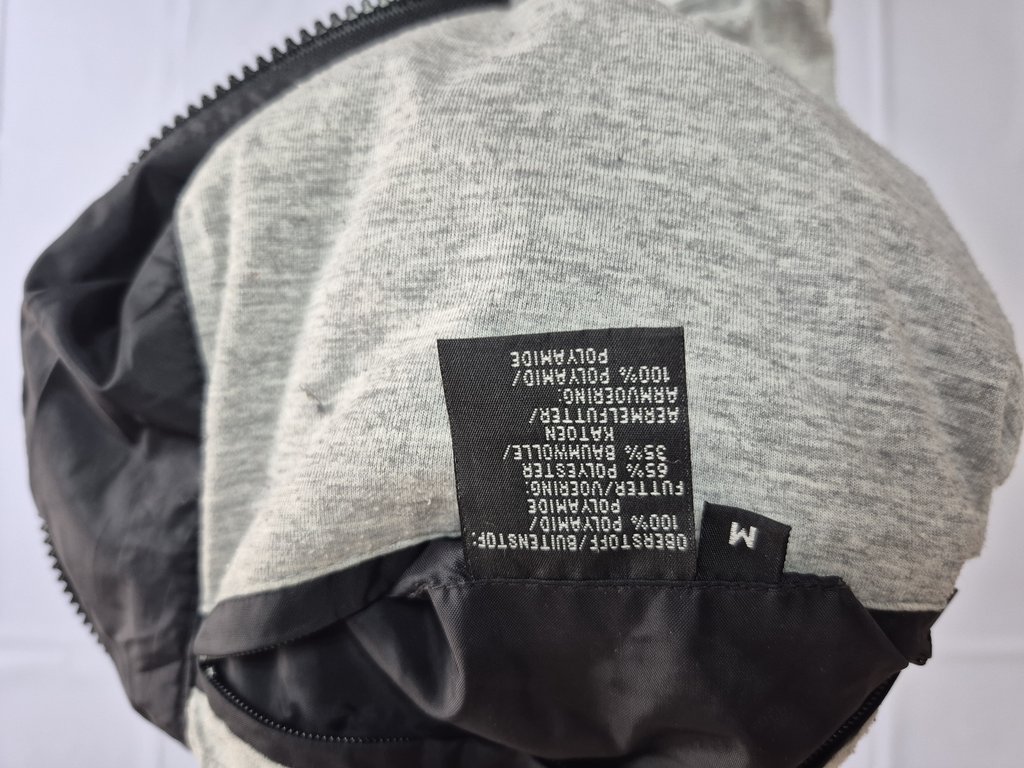 OBERSTOFF/BUITENSTOF:
100% POLYAMID/
POLYAMIDE
FUTTER/VOERING:
65% POLYESTER
35% BAUMWOLLE/
KATOEN
AERMELFUTTER/
ARMVOERING:
100% POLYAMID/
POLYAMIDE
M